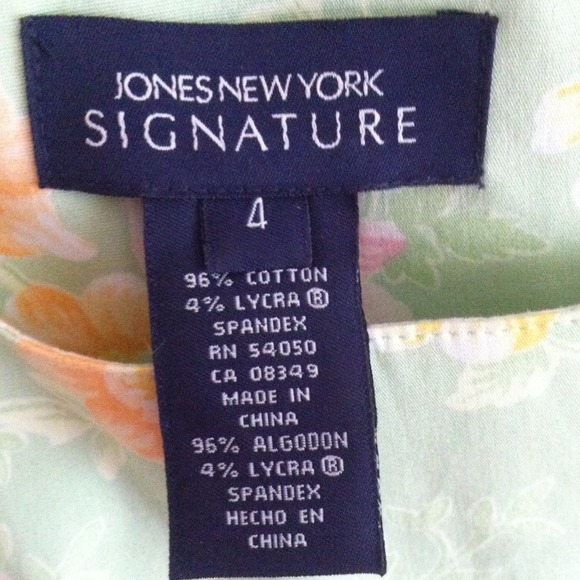 JONES NEW YORK
SIGNATURE
4
96% COTTON
4% LYCRA ®
SPANDEX
RN 54050
CA 08349
MADE IN
CHINA
96% ALGODON
4% LYCRA ®
SPANDEX
HECHO EN
CHINA